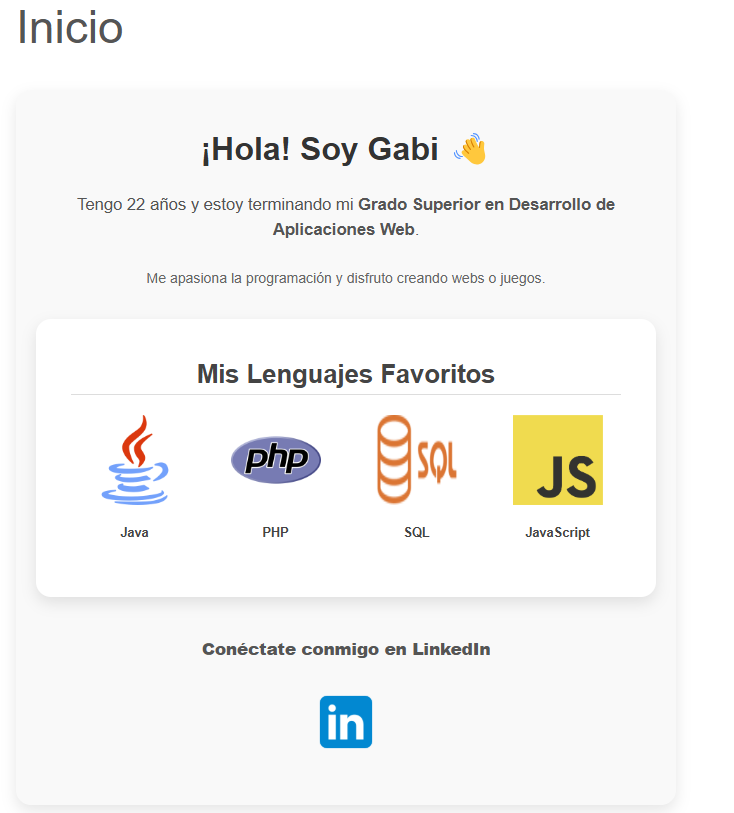 Inicio
¡Hola! Soy Gabi 👋
Tengo 22 años y estoy terminando mi Grado Superior en Desarrollo de
Aplicaciones Web.
Me apasiona la programación y disfruto creando webs o juegos.
Mis Lenguajes Favoritos
php
SQL
JS
Java
PHP
SQL
JavaScript
Conéctate conmigo en LinkedIn
in